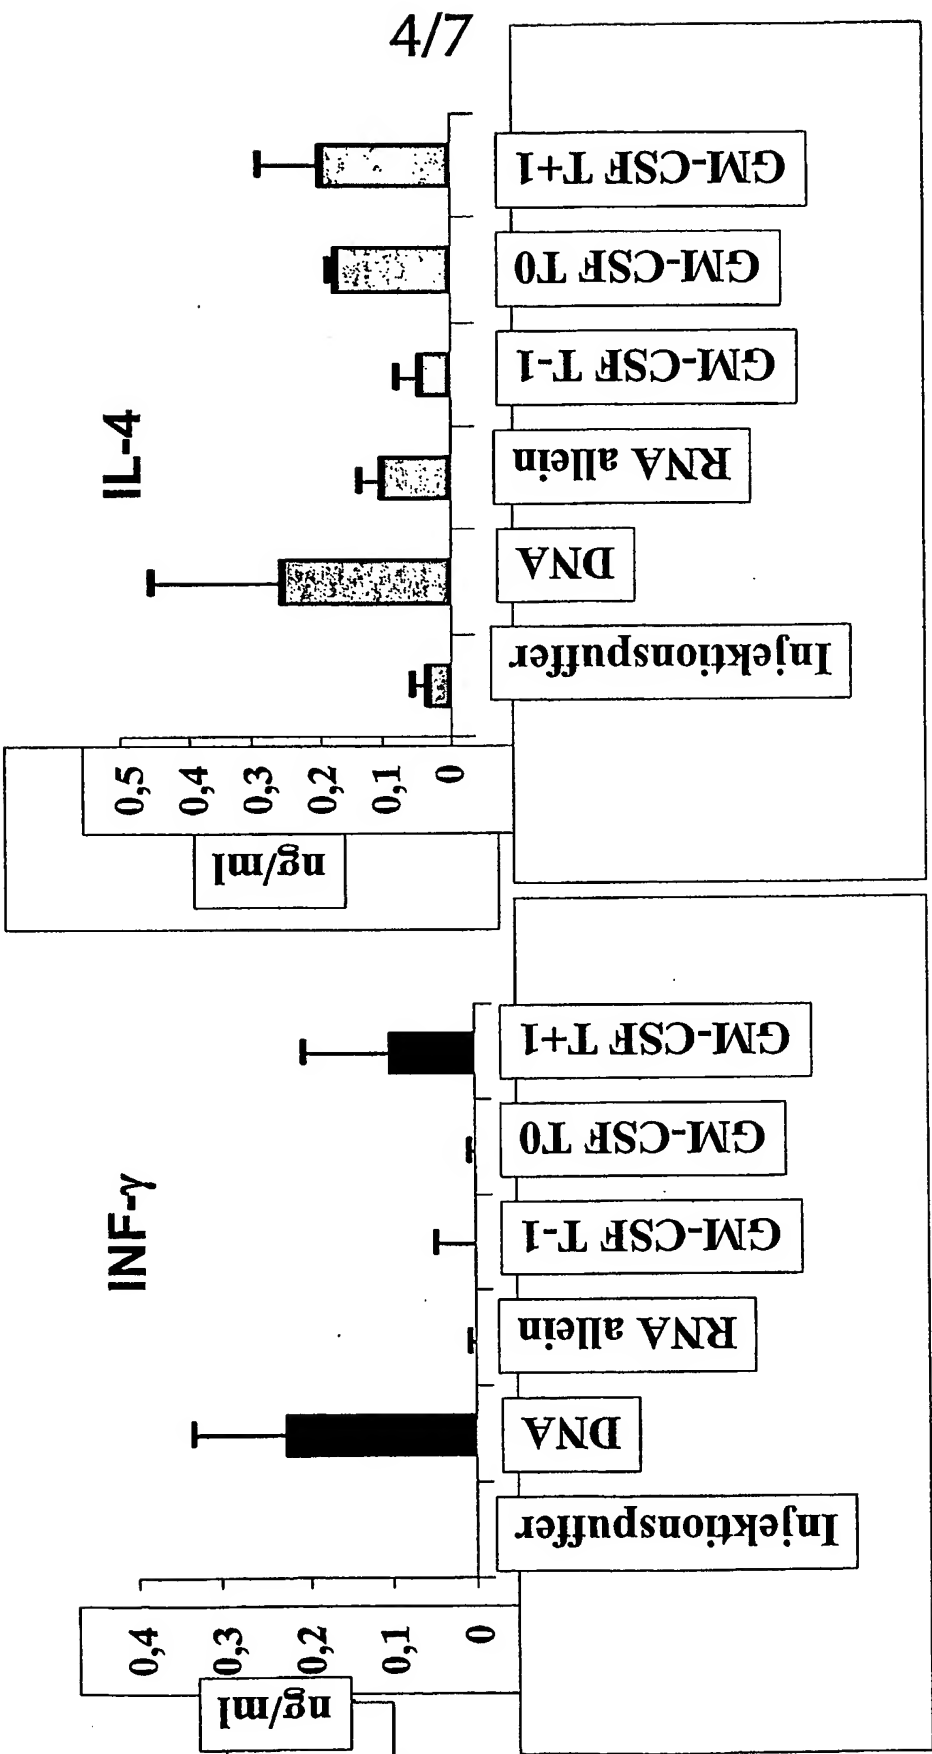 4/7
IL-4
ng/ml
0,5
0,4
0,3
0,2
0,1
0
GM-CSF T+1
GM-CSF T0
GM-CSF T-1
RNA allein
DNA
Injektionspuffer
INF-γ
ng/ml
0,4
0,3
0,2
0,1
0
GM-CSF T+1
GM-CSF T0
GM-CSF T-1
RNA allein
DNA
Injektionspuffer